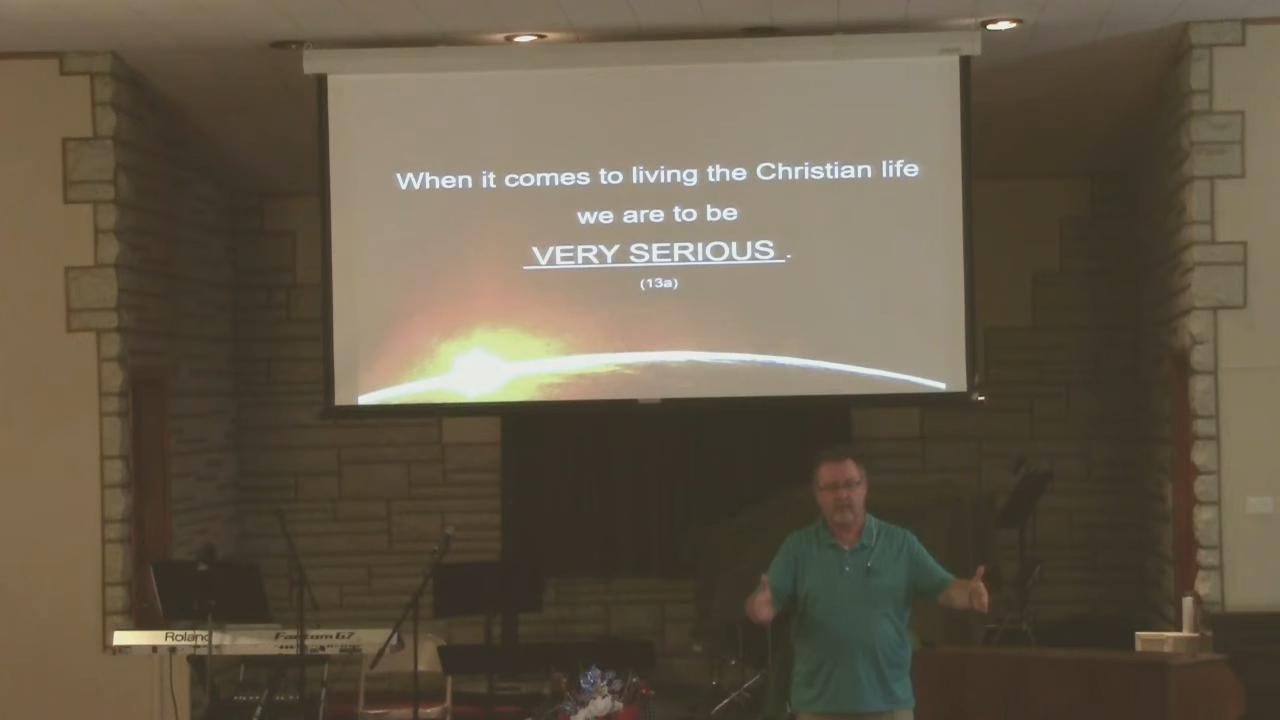 When it comes to living the Christian life
we are to be
VERY SERIOUS.
(13a)
Roland
Fantom G7